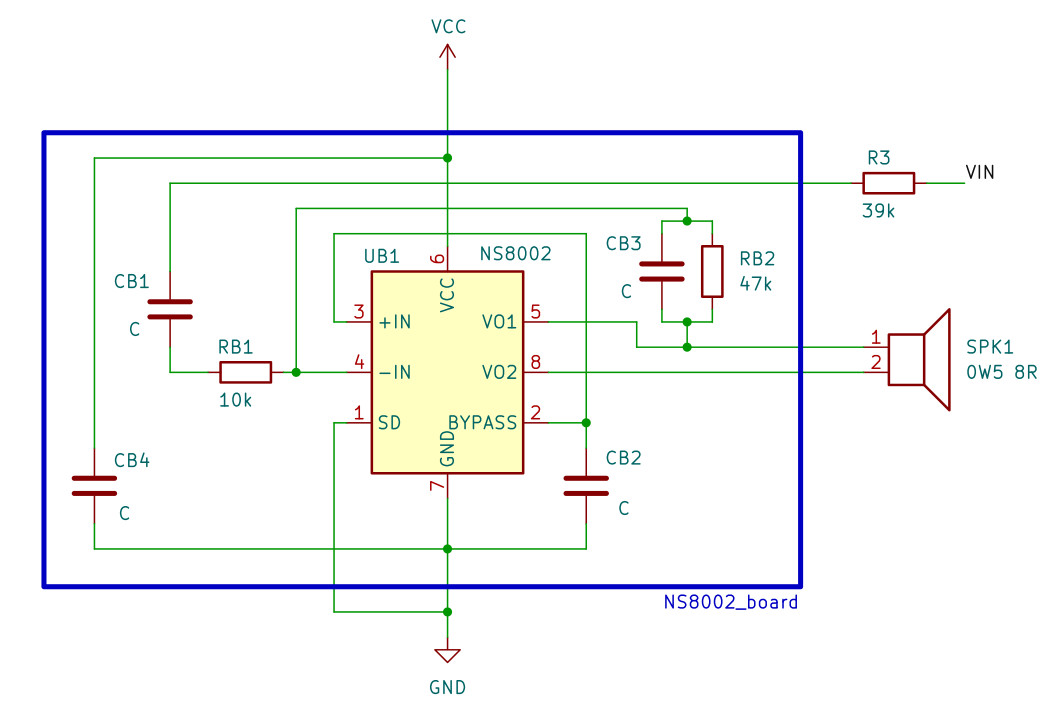 VCC
R3
VIN
39k
CB3
RB2
47k
C
UB1
NS8002
6
VCC
CB1
C
3
+IN
VO1
5
RB1
10k
4
-IN
VO2
8
1
SD
BYPASS
2
GND
7
1
2
SPK1
0W5 8R
CB4
C
CB2
C
NS8002_board
GND